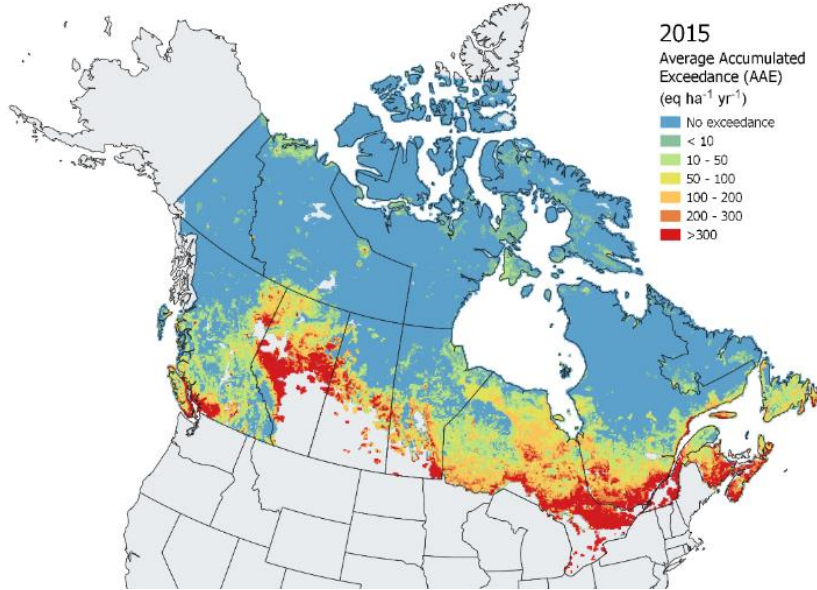 2015
Average Accumulated
Exceedance (AAE)
(eq ha⁻¹ yr⁻¹)
No exceedance
< 10
10 - 50
50 - 100
100 - 200
200 - 300
>300